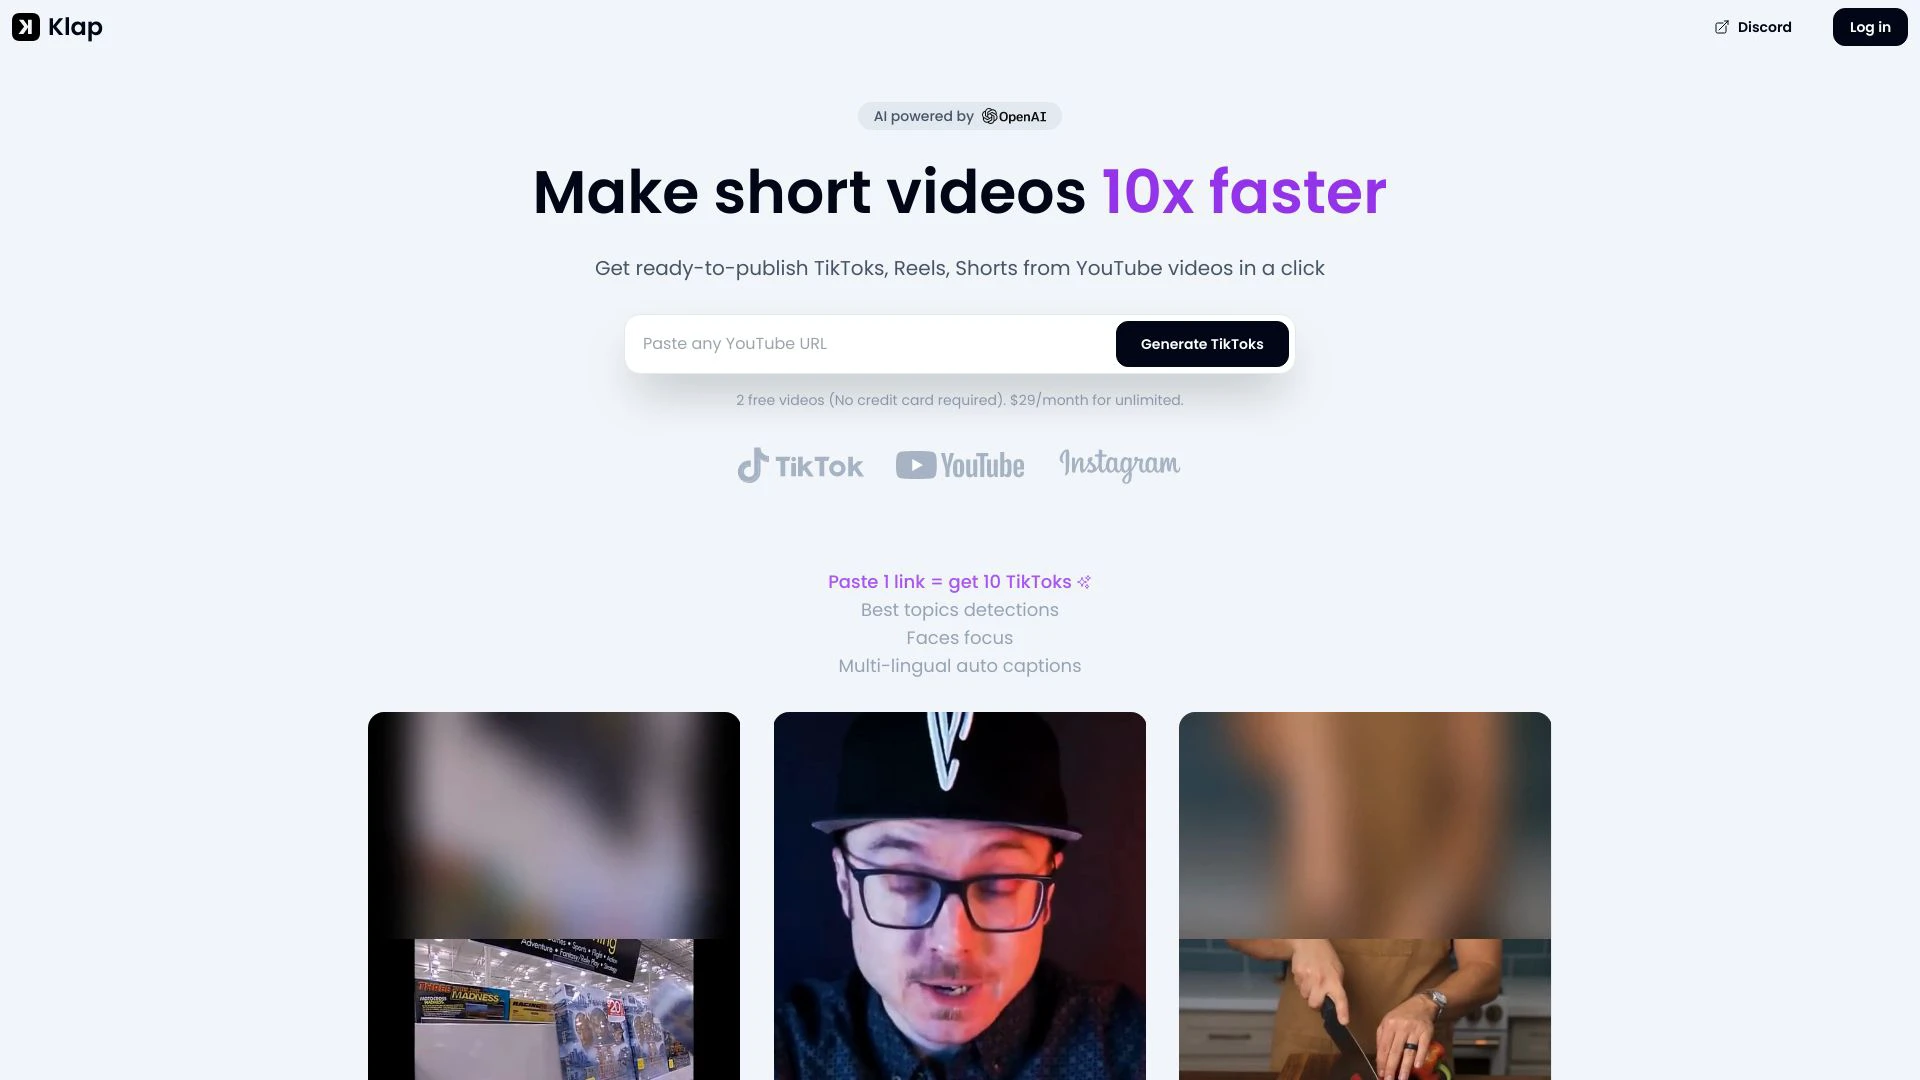 Klap
Discord
Log in
AI powered by OpenAI
Make short videos 10x faster
Get ready-to-publish TikToks, Reels, Shorts from YouTube videos in a click
Paste any YouTube URL
Generate TikToks
2 free videos (No credit card required). $29/month for unlimited.
TikTok
YouTube
Instagram
Paste 1 link = get 10 TikToks
Best topics detections
Faces focus
Multi-lingual auto captions
Adventure • Fantasy/Role Play • Strategy
MADNESS
RACING
20